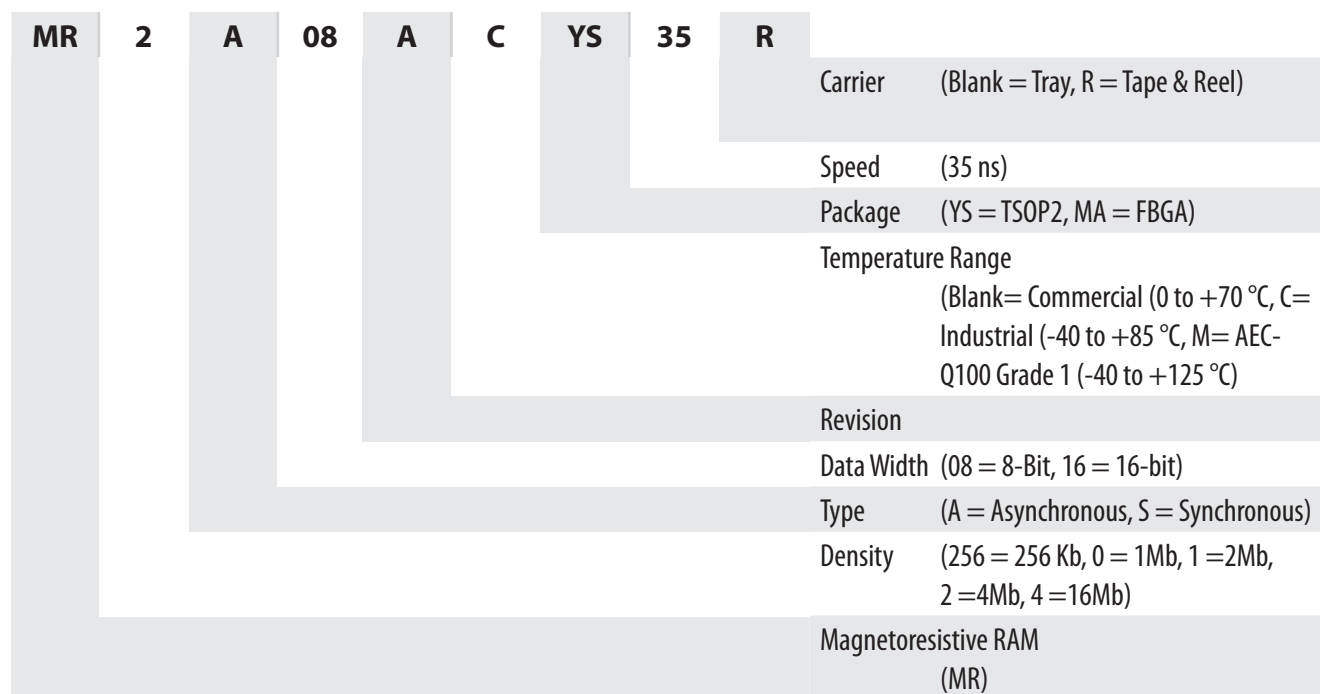 MR 2 A 08 A C YS 35 R
Carrier (Blank = Tray, R = Tape & Reel)
Speed (35 ns)
Package (YS = TSOP2, MA = FBGA)
Temperature Range
(Blank= Commercial (0 to +70 °C, C=
Industrial (-40 to +85 °C, M= AEC-
Q100 Grade 1 (-40 to +125 °C)
Revision
Data Width (08 = 8-Bit, 16 = 16-bit)
Type (A = Asynchronous, S = Synchronous)
Density (256 = 256 Kb, 0 = 1Mb, 1 =2Mb,
2 =4Mb, 4 =16Mb)
Magnetoresistive RAM
(MR)